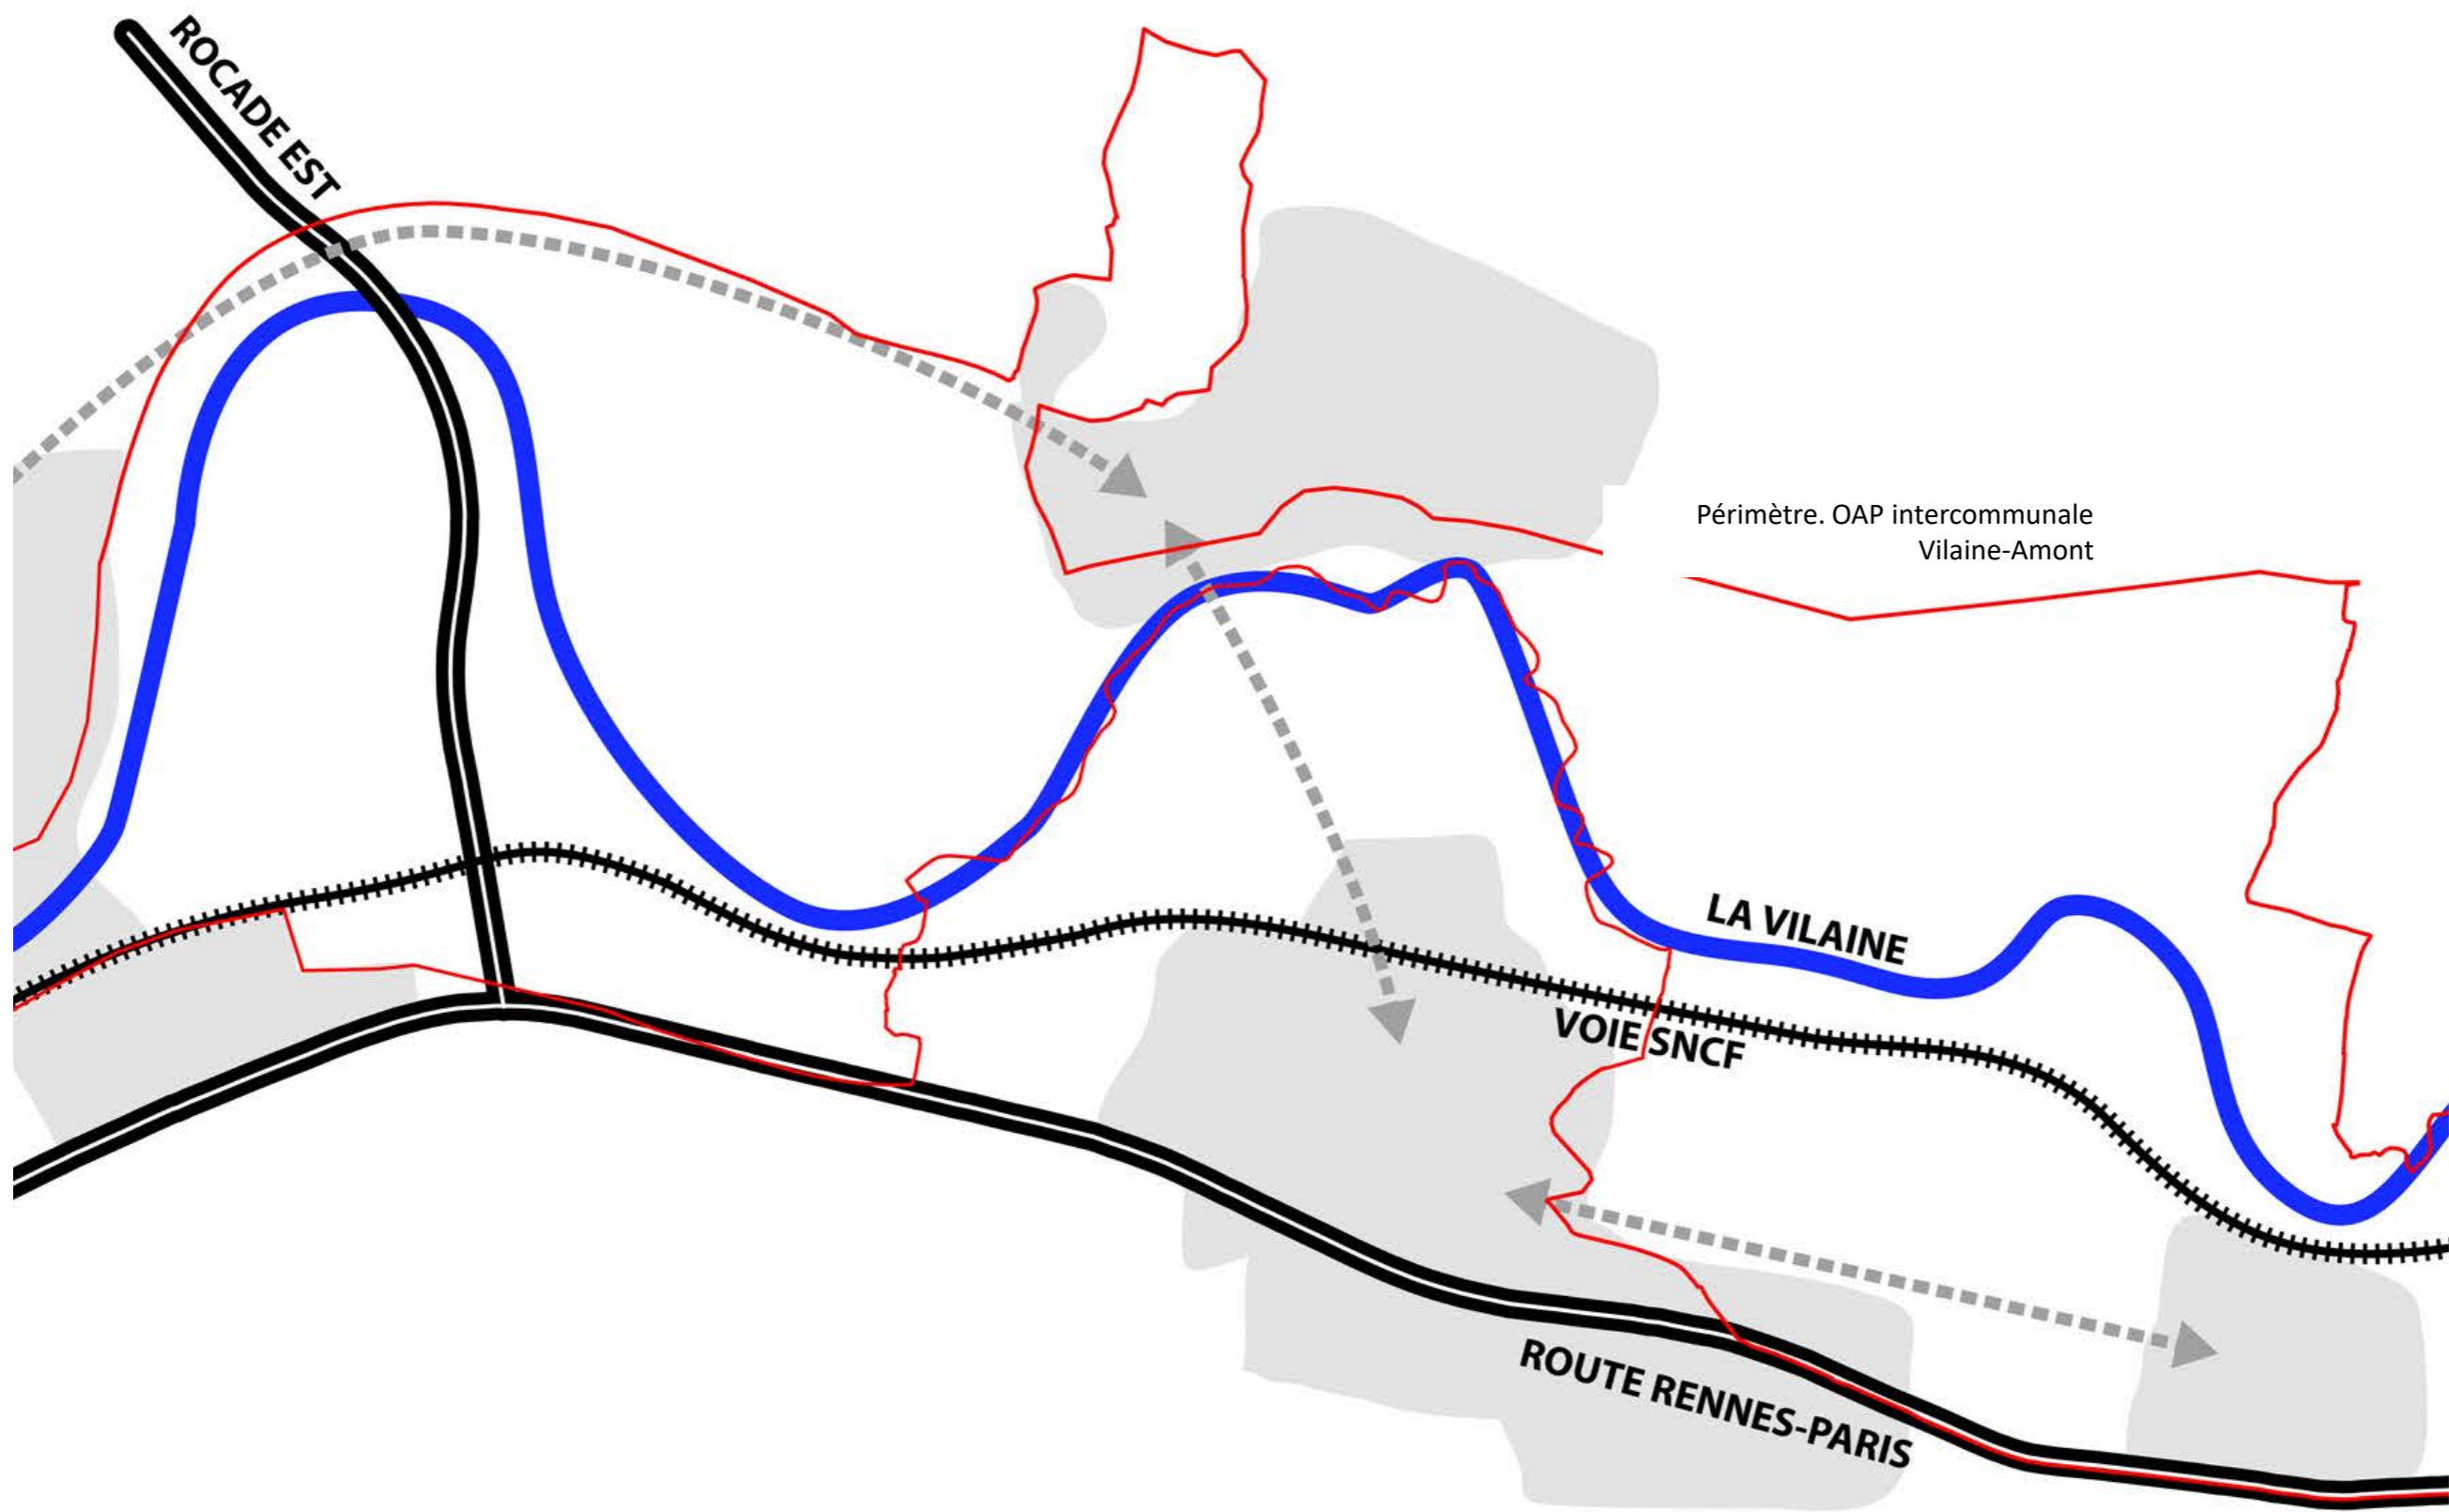 ROCADE EST
Périmètre. OAP intercommunale
Vilaine-Amont
LA VILAINE
VOIE SNCF
ROUTE RENNES-PARIS